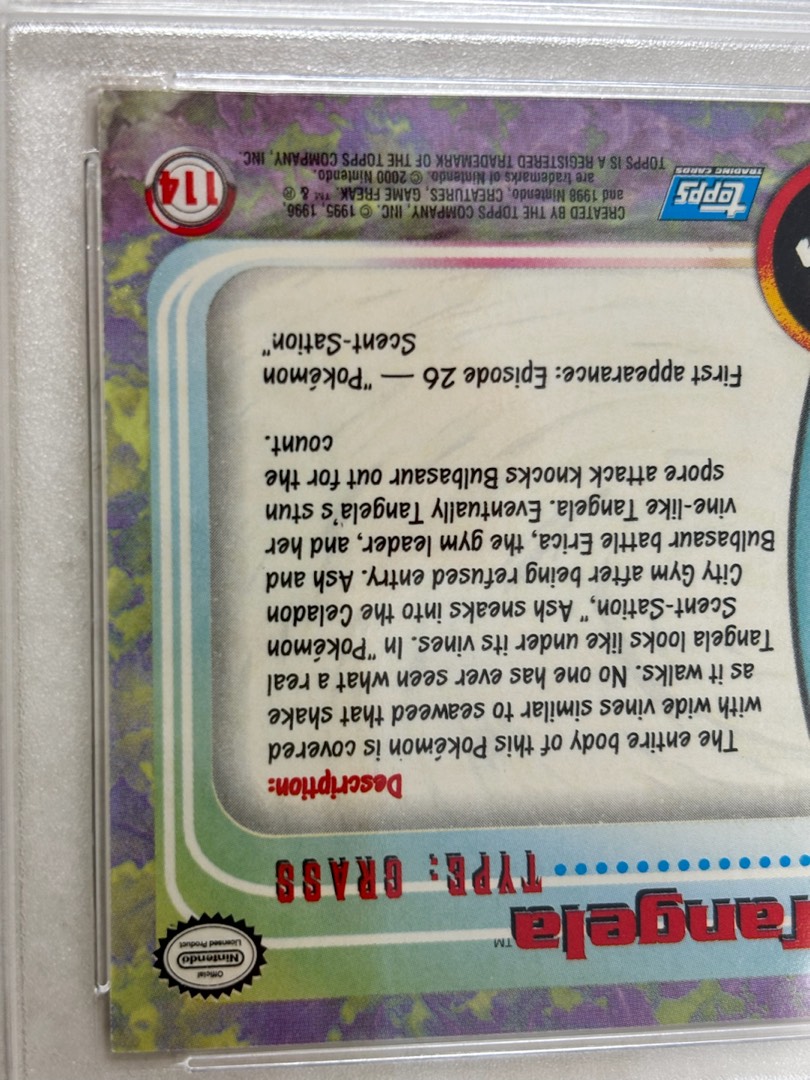 Official
Nintendo
Licensed Product
Tangela™
TYPE: GRASS
Description:
The entire body of this Pokémon is covered
with wide vines similar to seaweed that shake
as it walks. No one has ever seen what a real
Tangela looks like under its vines. In "Pokémon
Scent-Sation," Ash sneaks into the Celadon
City Gym after being refused entry. Ash and
Bulbasaur battle Erica, the gym leader, and her
vine-like Tangela. Eventually Tangela's stun
spore attack knocks Bulbasaur out for the
count.
First appearance: Episode 26 — "Pokémon
Scent-Sation"
topps
TRADING CARDS
CREATED BY THE TOPPS COMPANY, INC. © 1995, 1996,
and 1998 Nintendo, CREATURES, GAME FREAK. ™ & ®
are trademarks of Nintendo. © 2000 Nintendo.
TOPPS IS A REGISTERED TRADEMARK OF THE TOPPS COMPANY, INC.
114